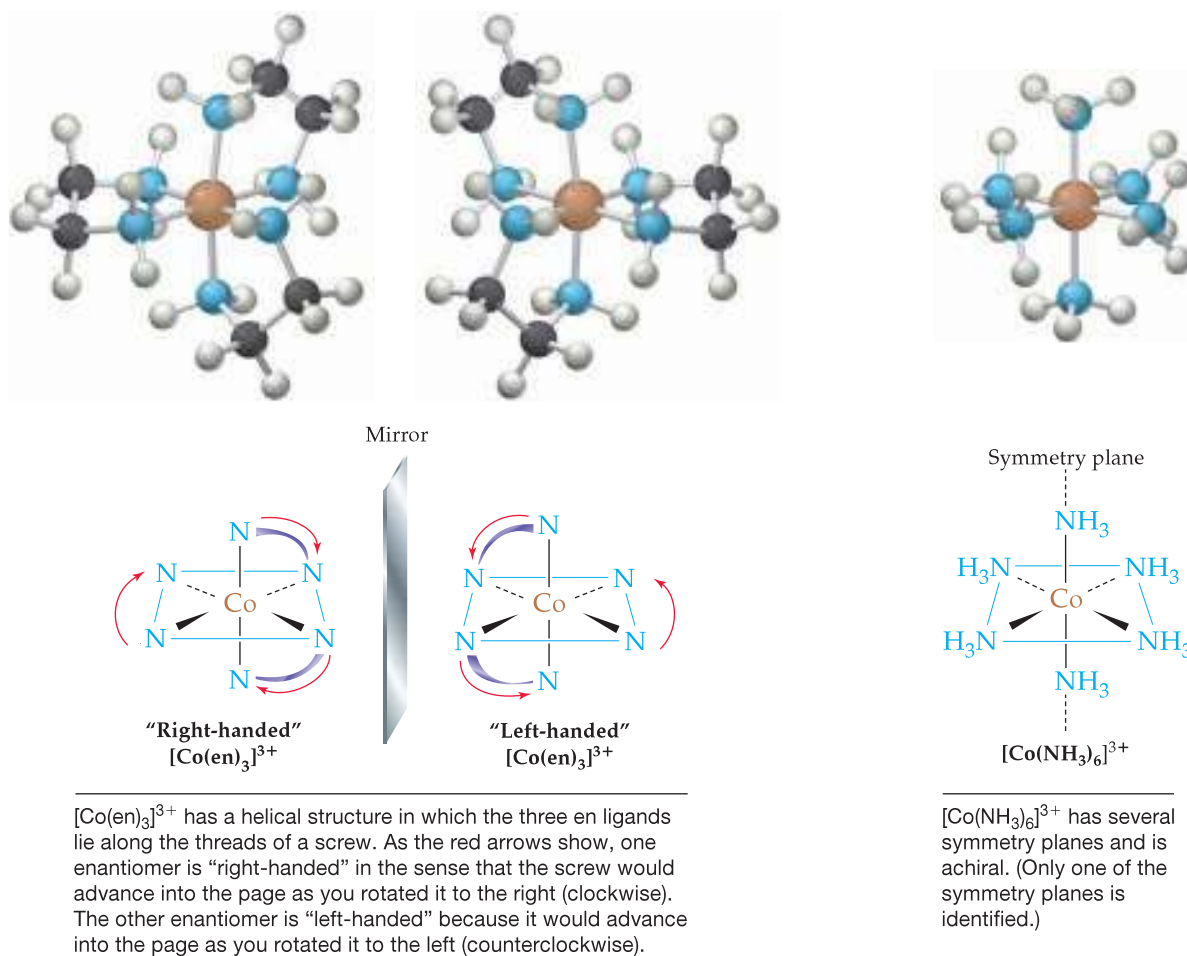 Mirror
N
N
N
Co
N
N
N
"Right-handed"
[Co(en)3]3+
N
N
N
Co
N
N
N
"Left-handed"
[Co(en)3]3+
Symmetry plane
NH3
H3N
NH3
Co
H3N
NH3
NH3
[Co(NH3)6]3+
[Co(en)3]3+ has a helical structure in which the three en ligands
lie along the threads of a screw. As the red arrows show, one
enantiomer is "right-handed" in the sense that the screw would
advance into the page as you rotated it to the right (clockwise).
The other enantiomer is "left-handed" because it would advance
into the page as you rotated it to the left (counterclockwise).
[Co(NH3)6]3+ has several
symmetry planes and is
achiral. (Only one of the
symmetry planes is
identified.)